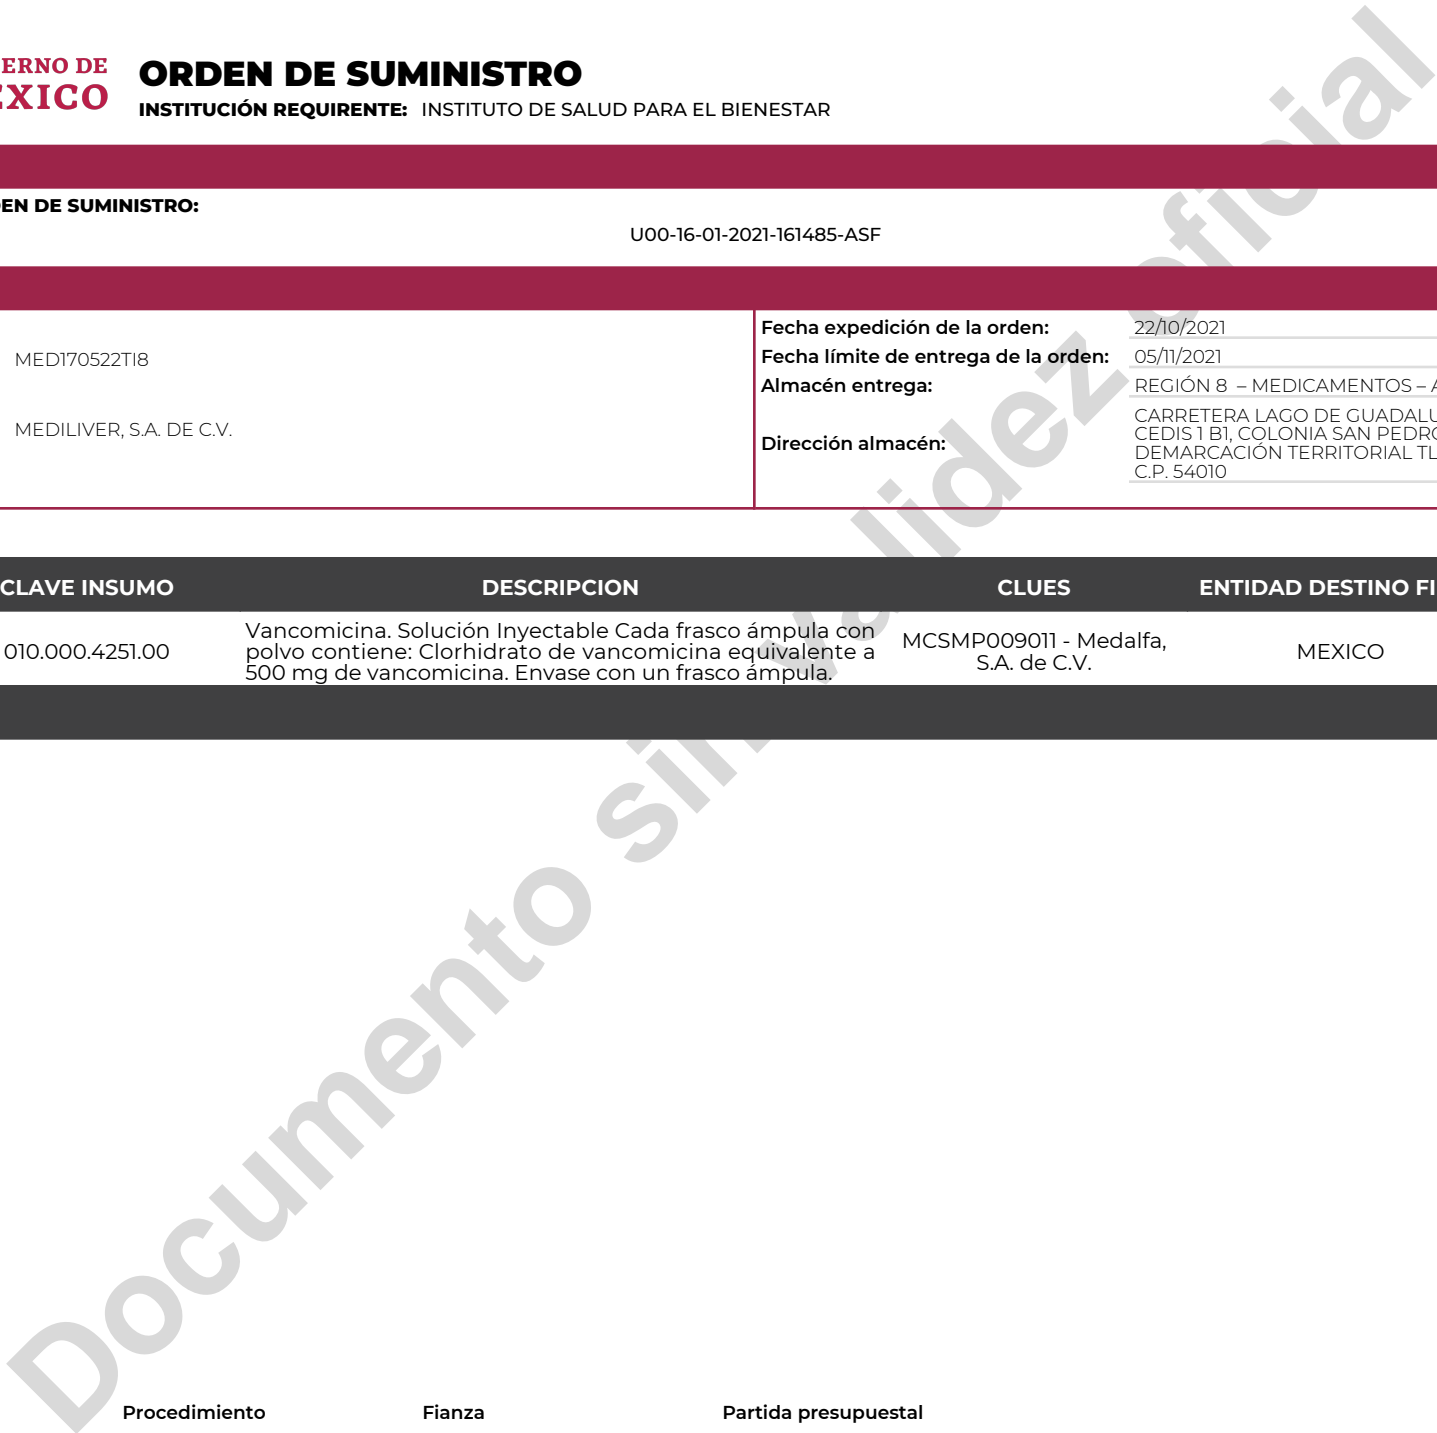 ERNO DE
EXICO
ORDEN DE SUMINISTRO
INSTITUCIÓN REQUIRENTE: INSTITUTO DE SALUD PARA EL BIENESTAR
EN DE SUMINISTRO:
U00-16-01-2021-161485-ASF
MED170522TI8
MEDILIVER, S.A. DE C.V.
Fecha expedición de la orden: 22/10/2021
Fecha límite de entrega de la orden: 05/11/2021
Almacén entrega: REGIÓN 8 – MEDICAMENTOS – A
Dirección almacén:
CARRETERA LAGO DE GUADALU
CEDIS 1 B1, COLONIA SAN PEDRO
DEMARCACIÓN TERRITORIAL TL
C.P. 54010
CLAVE INSUMO DESCRIPCION CLUES ENTIDAD DESTINO FI
010.000.4251.00
Vancomicina. Solución Inyectable Cada frasco ámpula con
polvo contiene: Clorhidrato de vancomicina equivalente a
500 mg de vancomicina. Envase con un frasco ámpula.
MCSMP009011 - Medalfa,
S.A. de C.V.
MEXICO
Documento sin validez oficial
Procedimiento Fianza Partida presupuestal